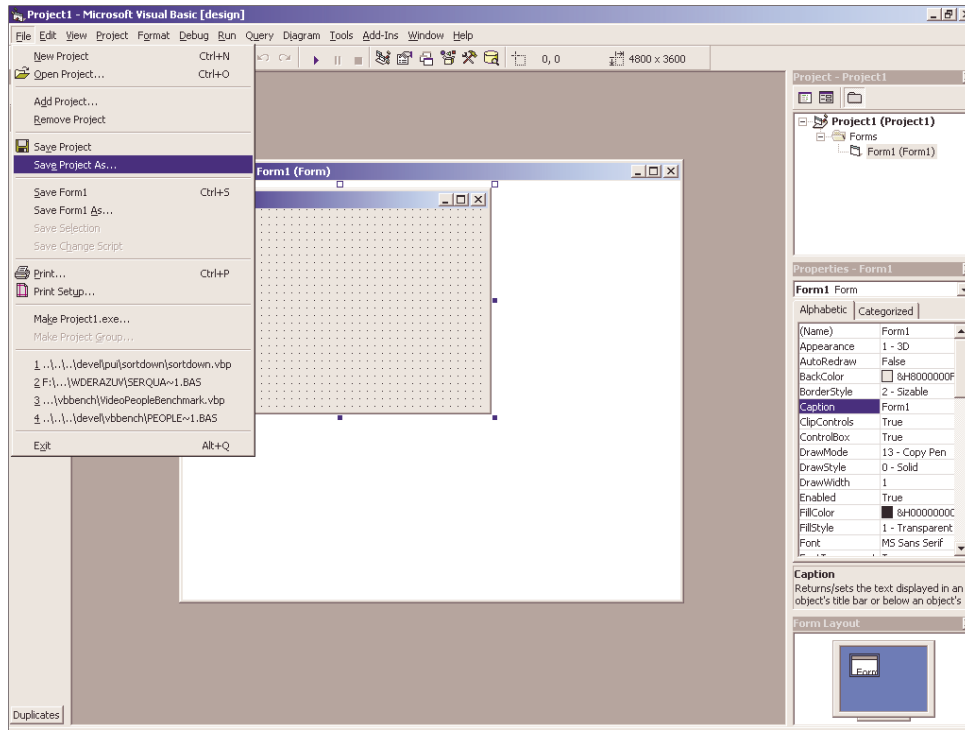 Project1 - Microsoft Visual Basic [design]
File Edit View Project Format Debug Run Query Diagram Tools Add-Ins Window Help
0, 0 4800 x 3600
New Project Ctrl+N
Open Project... Ctrl+O
Add Project...
Remove Project
Save Project
Save Project As...
Save Form1 Ctrl+S
Save Form1 As...
Save Selection
Save Change Script
Print... Ctrl+P
Print Setup...
Make Project1.exe...
Make Project Group...
1 ..\..\..\devel\pui\sortdown\sortdown.vbp
2 F:\...\WDERAZUV\SERQUA~1.BAS
3 ...\vbbench\VideoPeopleBenchmark.vbp
4 ..\..\..\devel\vbbench\PEOPLE~1.BAS
Exit Alt+Q
Form1 (Form)
Duplicates
Project - Project1
Project1 (Project1)
Forms
Form1 (Form1)
Properties - Form1
Form1 Form
Alphabetic Categorized
(Name) Form1
Appearance 1 - 3D
AutoRedraw False
BackColor &H8000000F
BorderStyle 2 - Sizable
Caption Form1
ClipControls True
ControlBox True
DrawMode 13 - Copy Pen
DrawStyle 0 - Solid
DrawWidth 1
Enabled True
FillColor &H0000000C
FillStyle 1 - Transparent
Font MS Sans Serif
Caption
Returns/sets the text displayed in an
object's title bar or below an object's
Form Layout
Form